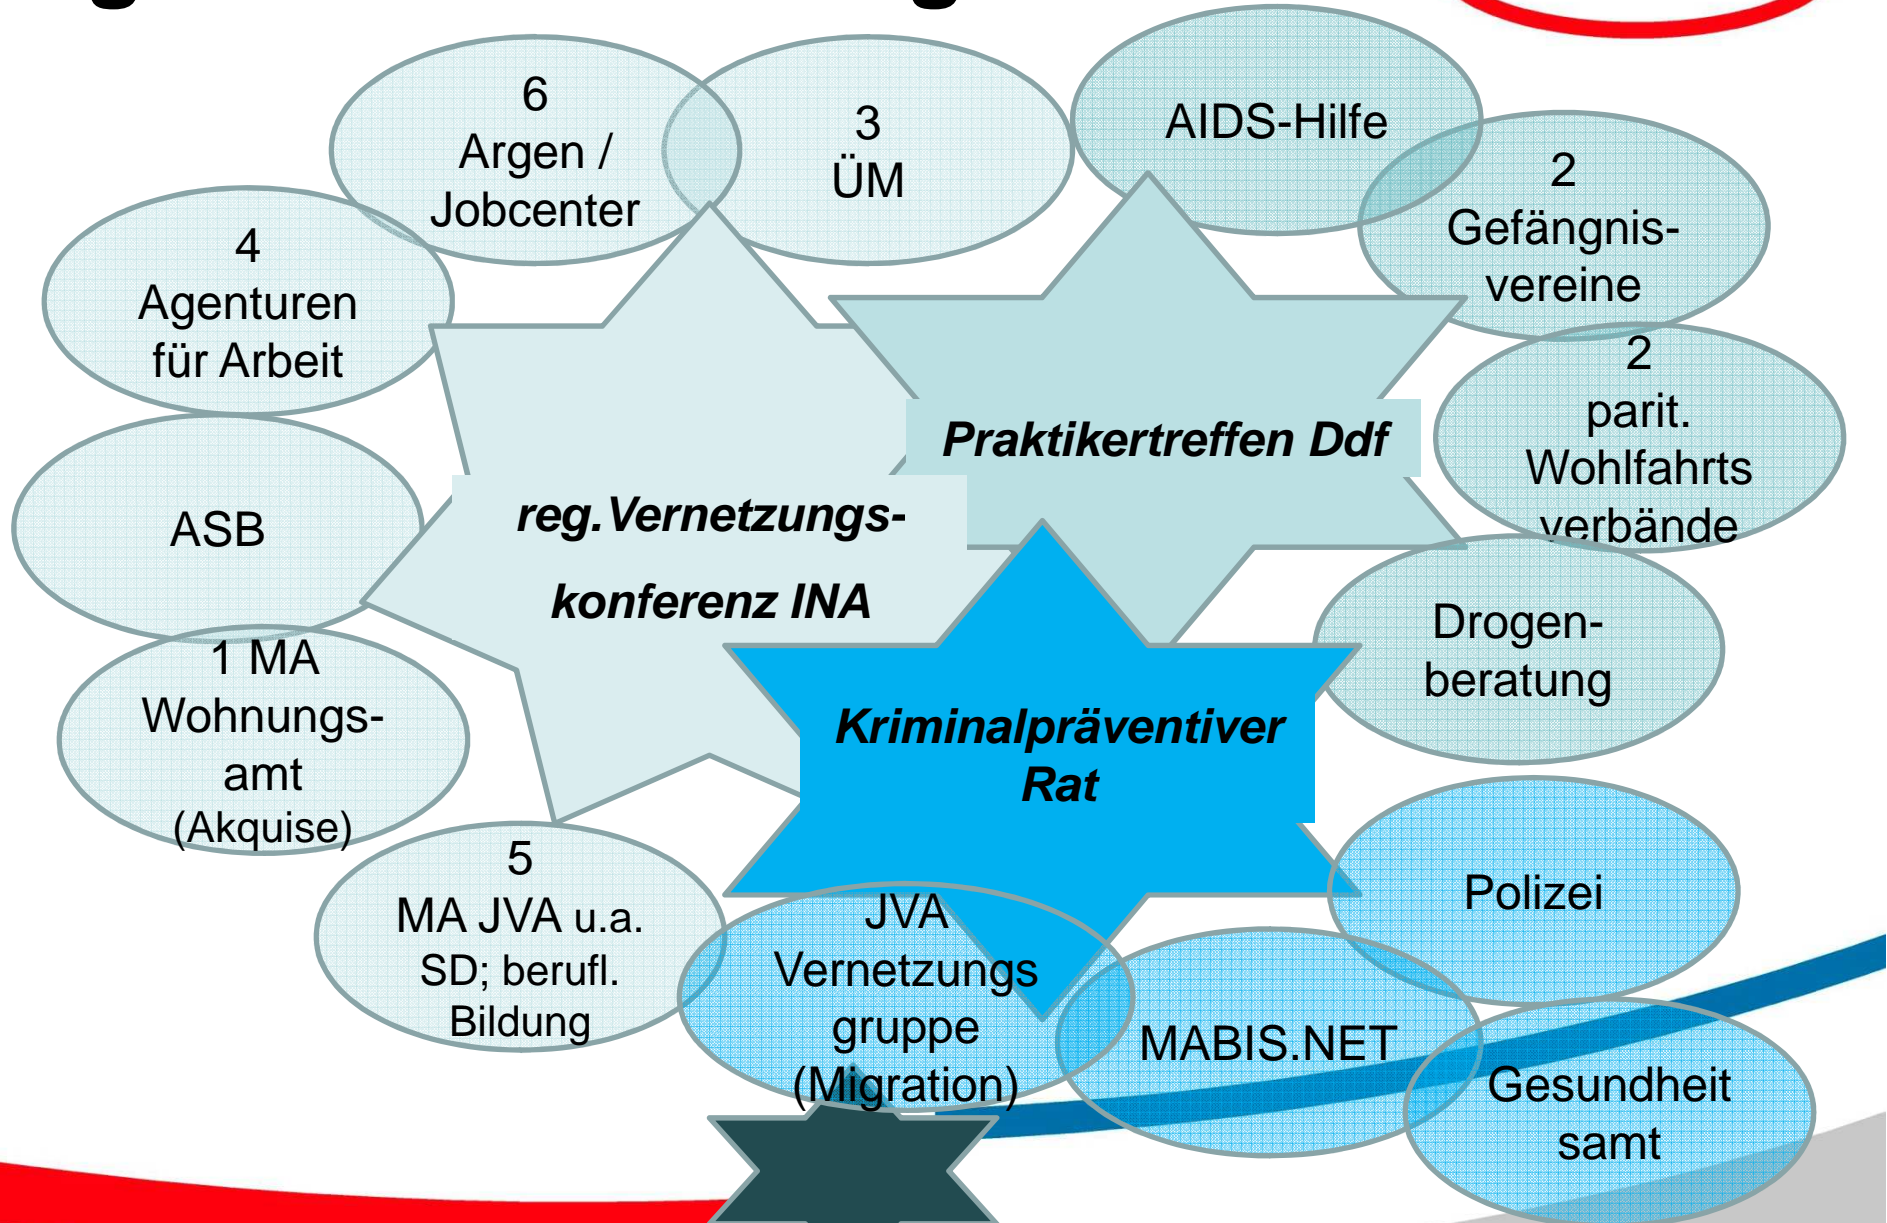 6
Argen /
Jobcenter
3
ÜM
AIDS-Hilfe
2
Gefängnis-
vereine
4
Agenturen
für Arbeit
2
parit.
Wohlfahrts
verbände
Praktikertreffen Ddf
ASB
reg.Vernetzungs-
konferenz INA
Drogen-
beratung
1 MA
Wohnungs-
amt
(Akquise)
Kriminalpräventiver
Rat
5
MA JVA u.a.
SD; berufl.
Bildung
JVA
Vernetzungs
gruppe
(Migration)
Polizei
MABIS.NET
Gesundheit
samt